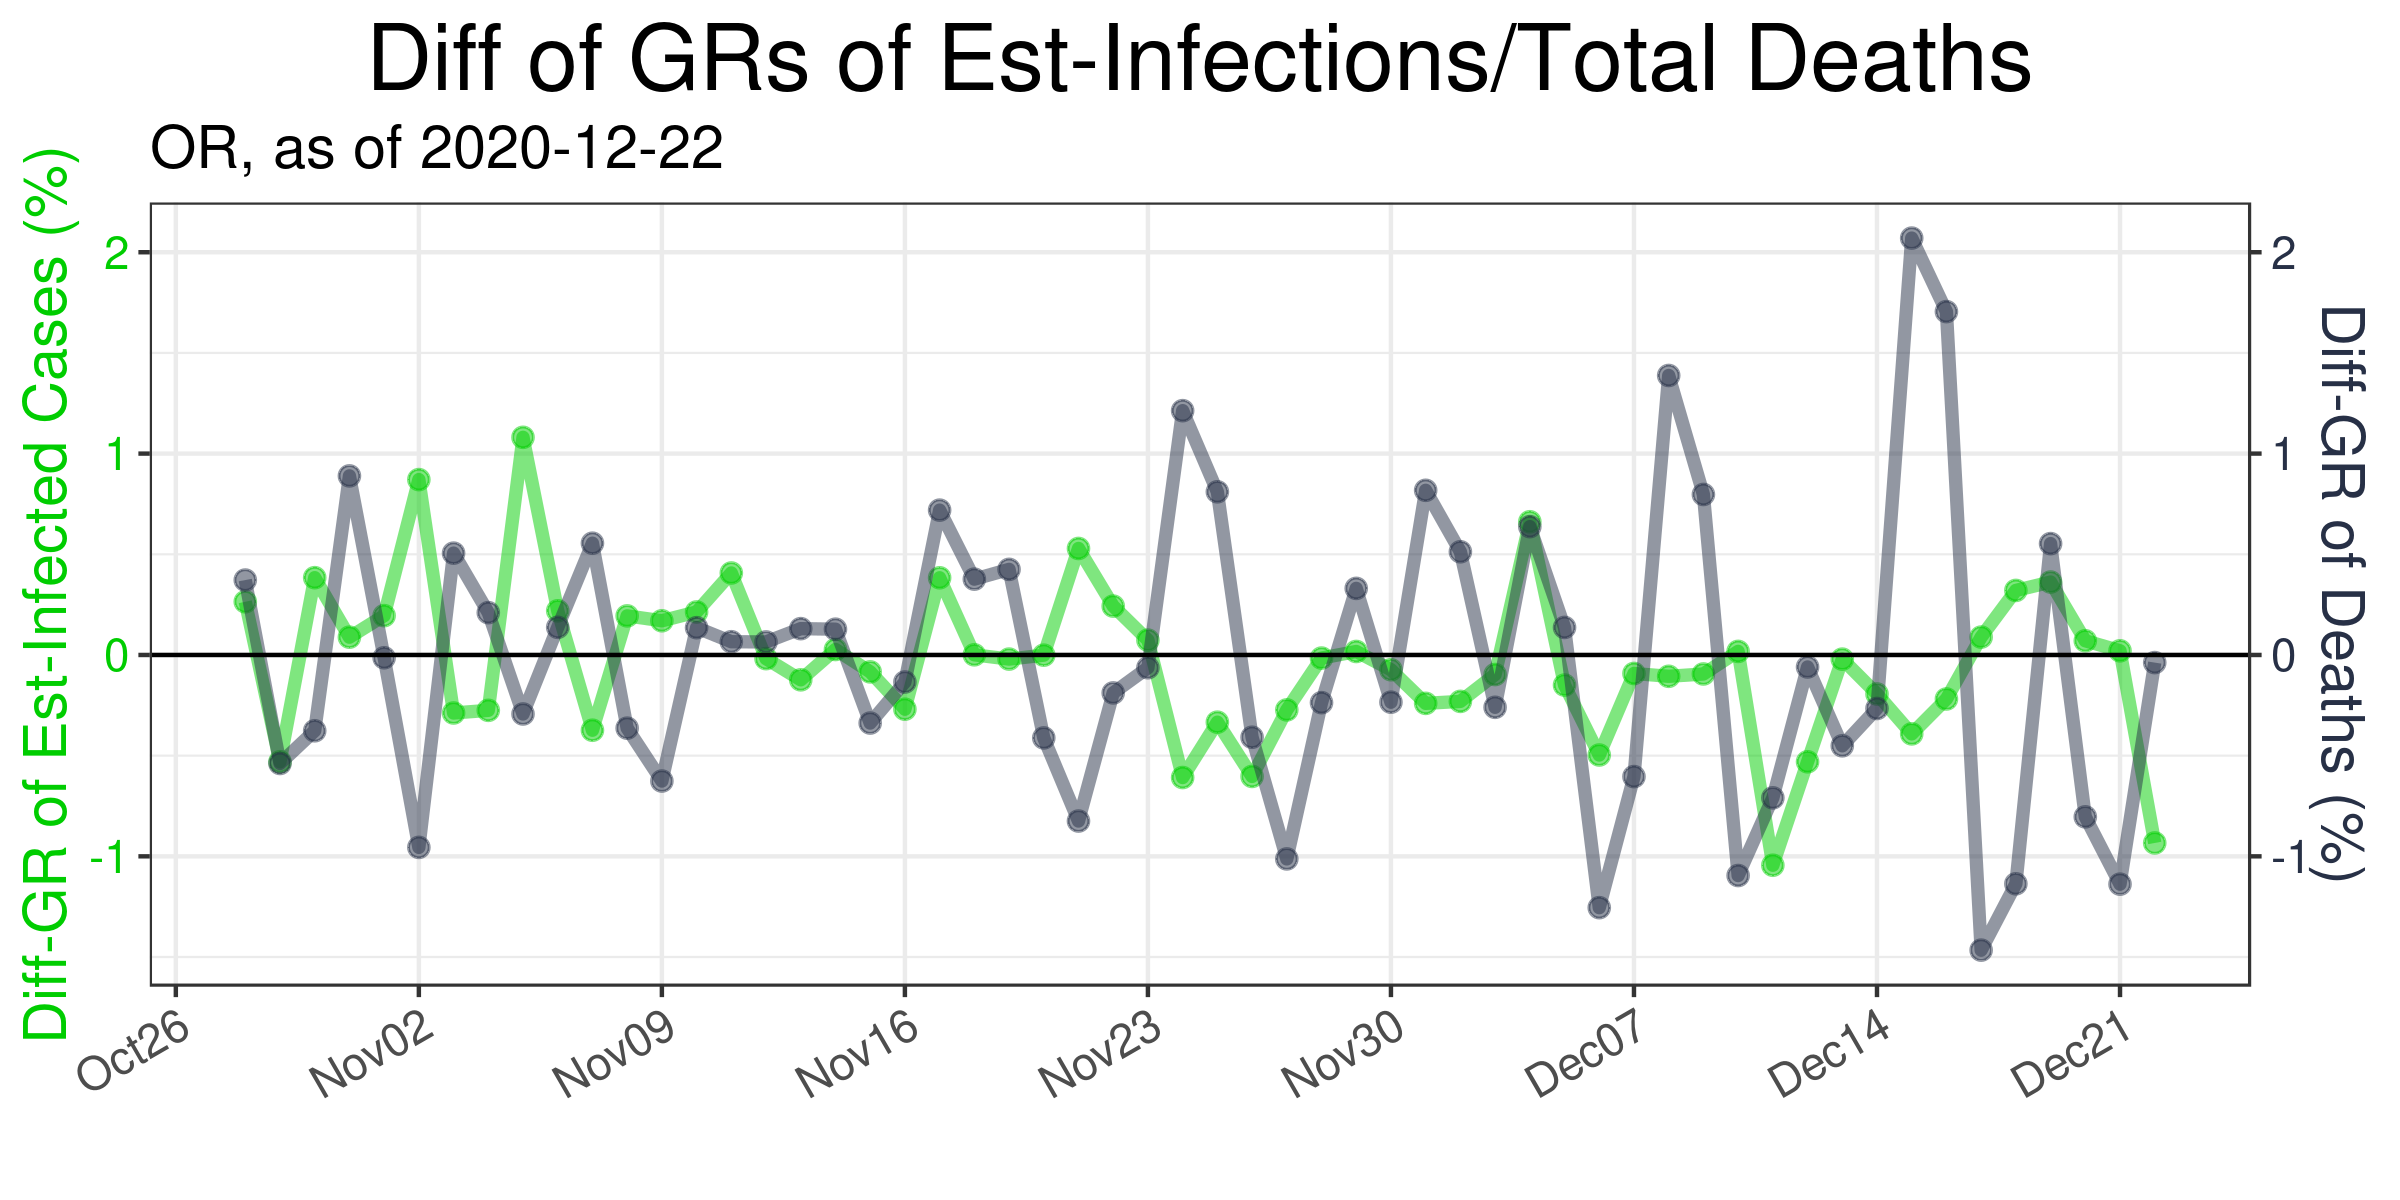 Diff of GRs of Est-Infections/Total Deaths
OR, as of 2020-12-22
Diff-GR of Est-Infected Cases (%)
2
1
0
-1
2
1
0
-1
Diff-GR of Deaths (%)
Oct26
Nov02
Nov09
Nov16
Nov23
Nov30
Dec07
Dec14
Dec21